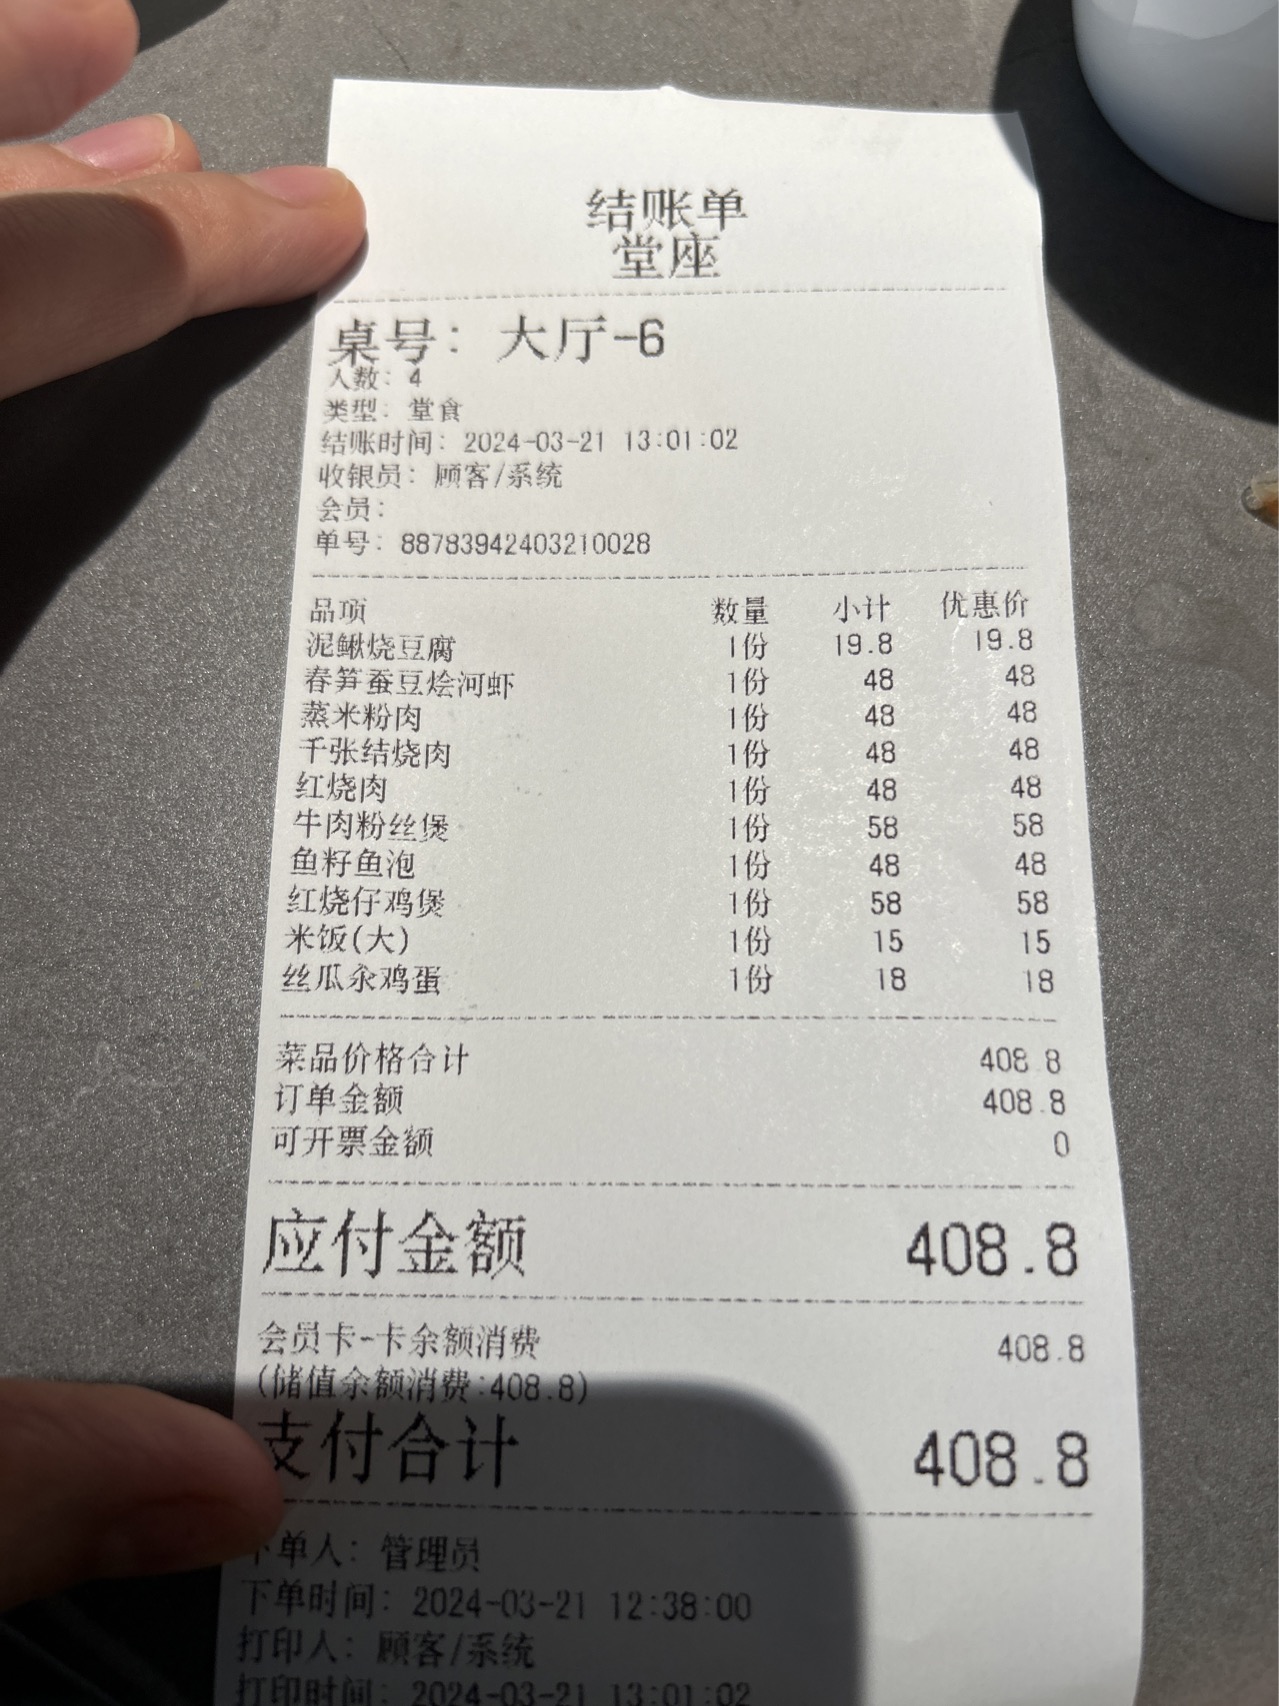 结账单
堂座
桌号: 大厅-6
人数: 4
类型: 堂食
结账时间: 2024-03-21 13:01:02
收银员: 顾客/系统
会员:
单号: 88783942403210028
品项 数量 小计 优惠价
泥鳅烧豆腐 1份 19.8 19.8
春笋蚕豆烩河虾 1份 48 48
蒸米粉肉 1份 48 48
千张结烧肉 1份 48 48
红烧肉 1份 48 48
牛肉粉丝煲 1份 58 58
鱼籽鱼泡 1份 48 48
红烧仔鸡煲 1份 58 58
米饭(大) 1份 15 15
丝瓜汆鸡蛋 1份 18 18
菜品价格合计 408.8
订单金额 408.8
可开票金额 0
应付金额 408.8
会员卡-卡余额消费 408.8
(储值余额消费:408.8)
支付合计 408.8
下单人: 管理员
下单时间: 2024-03-21 12:38:00
打印人: 顾客/系统
打印时间: 2024-03-21 13:01:02